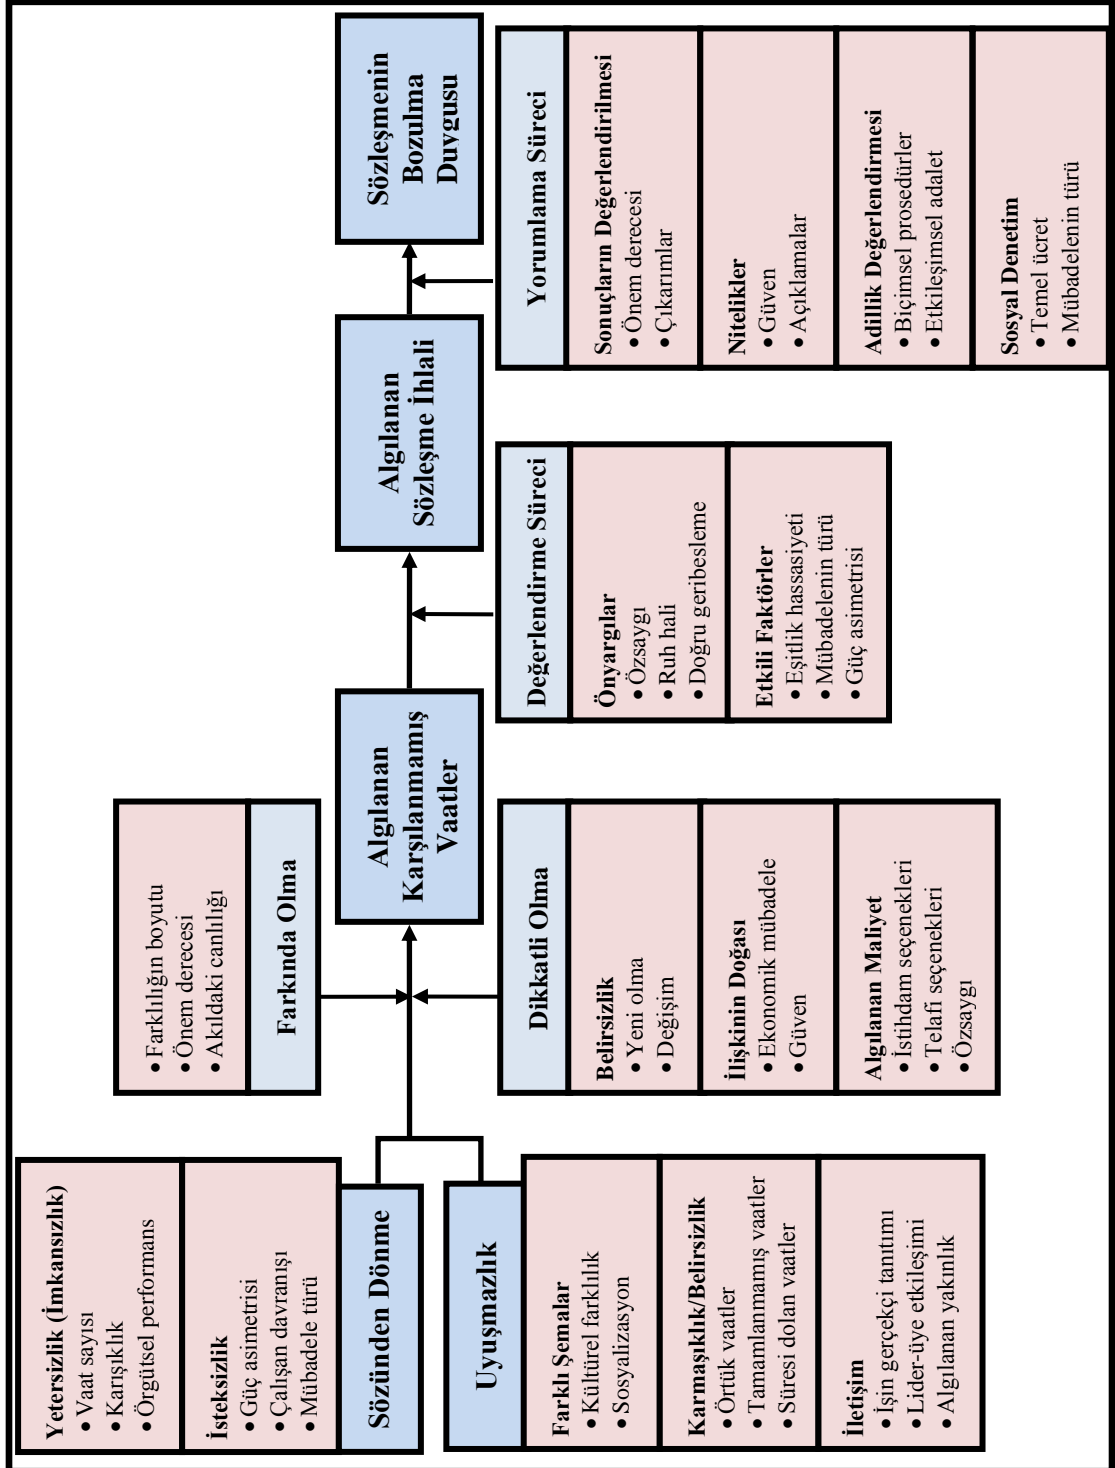 Yetersizlik (İmkansızlık)
• Vaat sayısı
• Karışıklık
• Örgütsel performans
İsteksizlik
• Güç asimetrisi
• Çalışan davranışı
• Mübadele türü
Sözünden Dönme
Uyuşmazlık
Farklı Şemalar
• Kültürel farklılık
• Sosyalizasyon
Karmaşıklık/Belirsizlik
• Örtük vaatler
• Tamamlanmamış vaatler
• Süresi dolan vaatler
İletişim
• İşin gerçekçi tanıtımı
• Lider-üye etkileşimi
• Algılanan yakınlık
• Farklılığın boyutu
• Önem derecesi
• Akıldaki canlılığı
Farkında Olma
Dikkatli Olma
Belirsizlik
• Yeni olma
• Değişim
İlişkinin Doğası
• Ekonomik mübadele
• Güven
Algılanan Maliyet
• İstihdam seçenekleri
• Telafi seçenekleri
• Özsaygı
Algılanan
Karşılanmamış
Vaatler
Değerlendirme Süreci
Önyargılar
• Özsaygı
• Ruh hali
• Doğru geribesleme
Etkili Faktörler
• Eşitlik hassasiyeti
• Mübadelenin türü
• Güç asimetrisi
Algılanan
Sözleşme İhlali
Yorumlama Süreci
Sonuçların Değerlendirilmesi
• Önem derecesi
• Çıkarımlar
Nitelikler
• Güven
• Açıklamalar
Adillik Değerlendirmesi
• Biçimsel prosedürler
• Etkileşimsel adalet
Sosyal Denetim
• Temel ücret
• Mübadelenin türü
Sözleşmenin
Bozulma
Duygusu